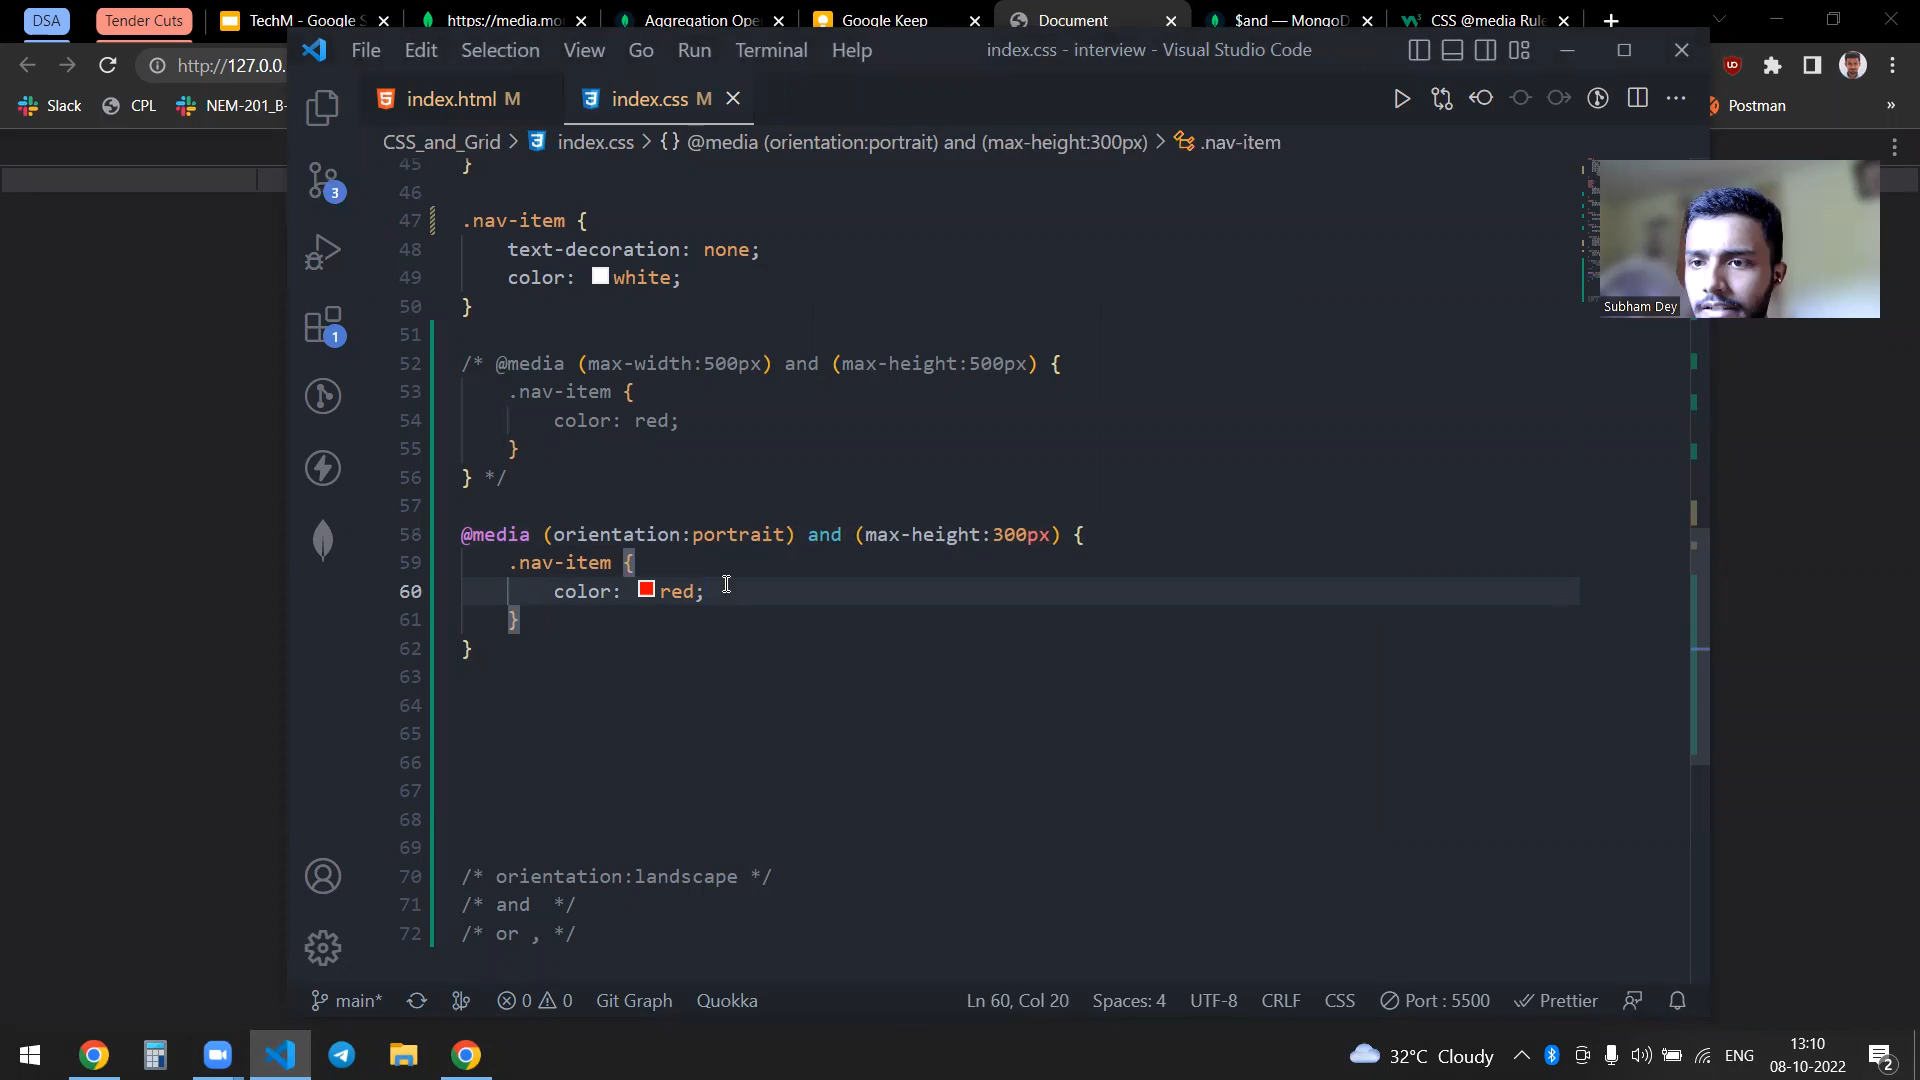 DSA
Tender Cuts
TechM - Google S
https://media.mo
Aggregation Ope
Google Keep
Document
$and — MongoD
CSS @media Rule
File Edit Selection View Go Run Terminal Help
index.css - interview - Visual Studio Code
http://127.0.0.
Slack
CPL
NEM-201_B-
Postman
»
index.html M
index.css M
CSS_and_Grid > index.css > {} @media (orientation:portrait) and (max-height:300px) > .nav-item
45 }
46
47 .nav-item {
48 text-decoration: none;
49 color: white;
50 }
51
52 /* @media (max-width:500px) and (max-height:500px) {
53 .nav-item {
54 color: red;
55 }
56 } */
57
58 @media (orientation:portrait) and (max-height:300px) {
59 .nav-item {
60 color: red;
61 }
62 }
63
64
65
66
67
68
69
70 /* orientation:landscape */
71 /* and */
72 /* or , */
3
1
Subham Dey
main* 0 0 Git Graph Quokka Ln 60, Col 20 Spaces: 4 UTF-8 CRLF CSS Port : 5500 Prettier
32°C Cloudy
ENG
13:10
08-10-2022
2